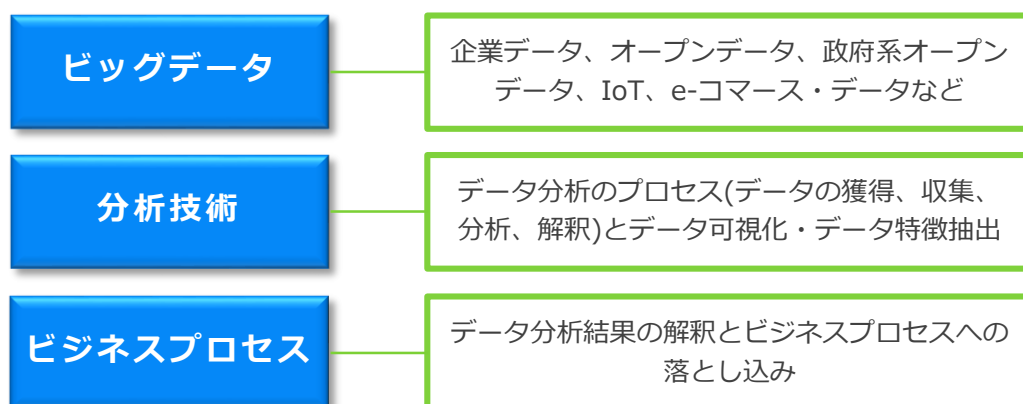 ビッグデータ
企業データ、オープンデータ、政府系オープン
データ、IoT、e-コマース・データなど
分析技術
データ分析のプロセス(データの獲得、収集、
分析、解釈)とデータ可視化・データ特徴抽出
ビジネスプロセス
データ分析結果の解釈とビジネスプロセスへの
落とし込み